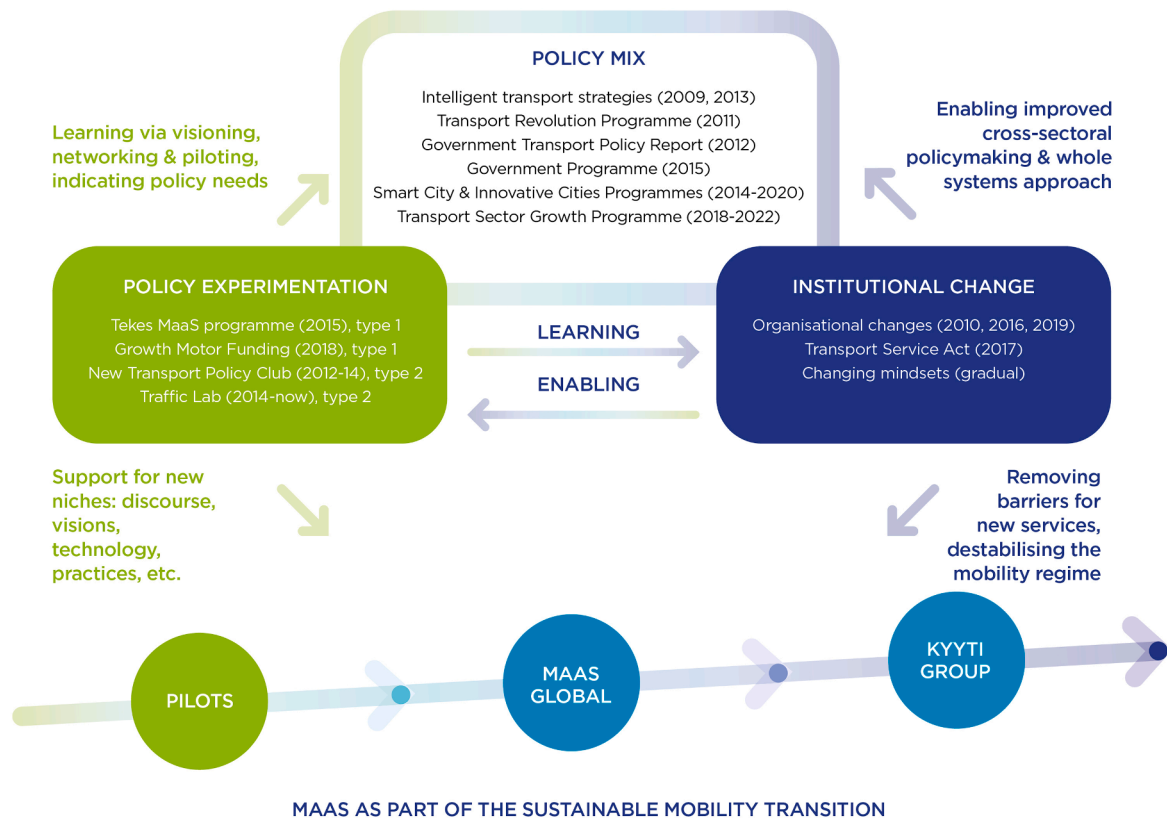 POLICY MIX
Intelligent transport strategies (2009, 2013)
Transport Revolution Programme (2011)
Government Transport Policy Report (2012)
Government Programme (2015)
Smart City & Innovative Cities Programmes (2014-2020)
Transport Sector Growth Programme (2018-2022)
Learning via visioning,
networking & piloting,
indicating policy needs
Enabling improved
cross-sectoral
policymaking & whole
systems approach
POLICY EXPERIMENTATION
Tekes MaaS programme (2015), type 1
Growth Motor Funding (2018), type 1
New Transport Policy Club (2012-14), type 2
Traffic Lab (2014-now), type 2
LEARNING
ENABLING
INSTITUTIONAL CHANGE
Organisational changes (2010, 2016, 2019)
Transport Service Act (2017)
Changing mindsets (gradual)
Support for new
niches: discourse,
visions,
technology,
practices, etc.
Removing
barriers for
new services,
destabilising the
mobility regime
PILOTS
MAAS
GLOBAL
KYYTI
GROUP
MAAS AS PART OF THE SUSTAINABLE MOBILITY TRANSITION